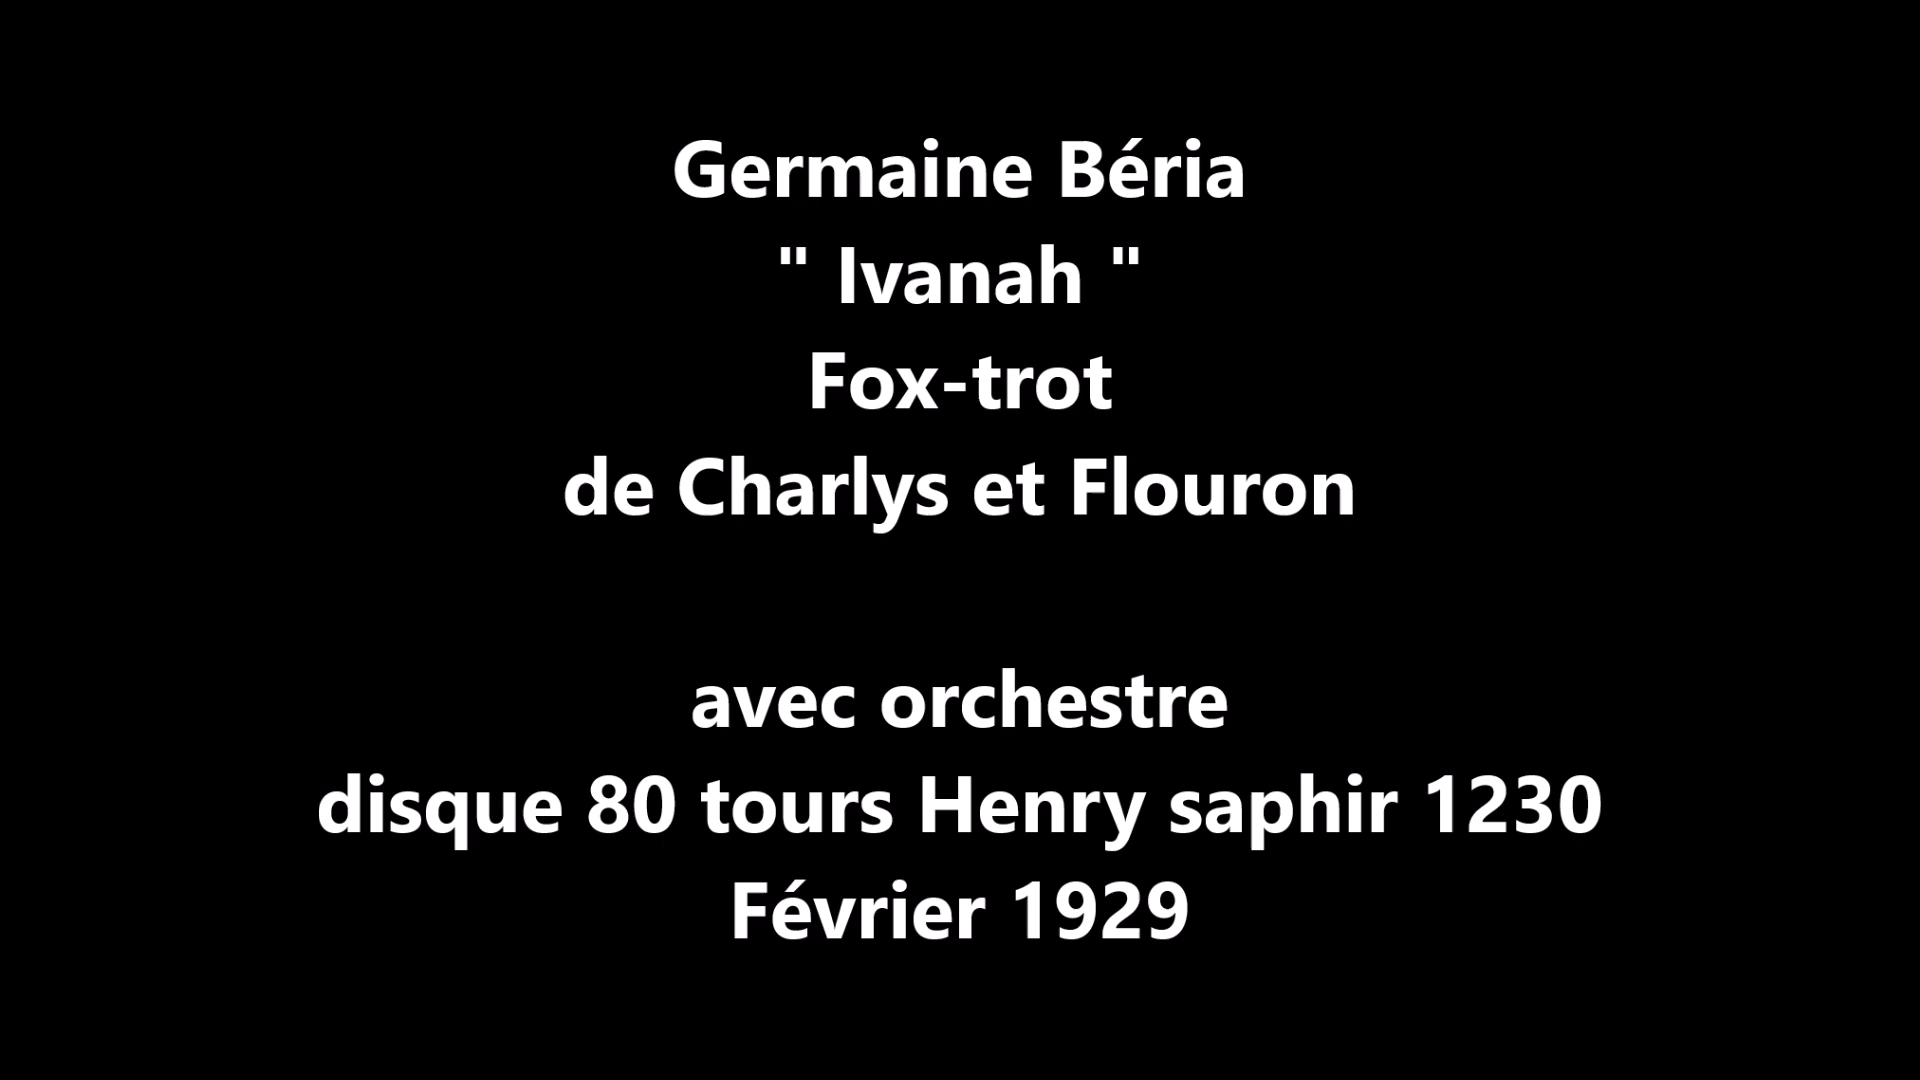 Germaine Béria
" Ivanah "
Fox-trot
de Charlys et Flouron
avec orchestre
disque 80 tours Henry saphir 1230
Février 1929